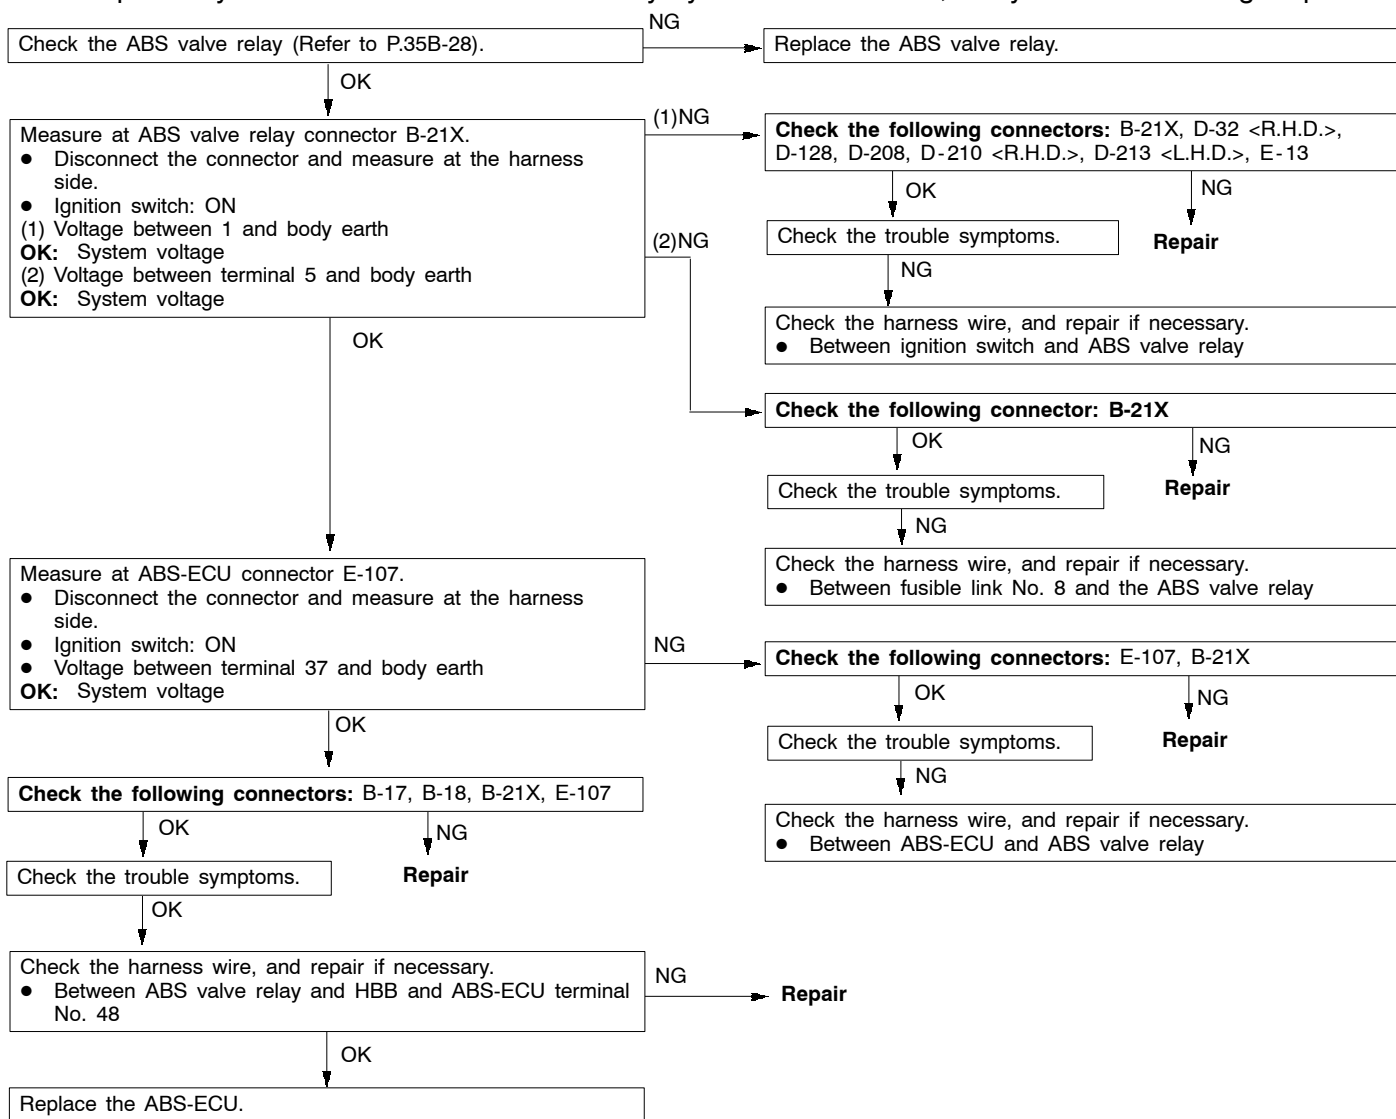 NG
Check the ABS valve relay (Refer to P.35B-28).
Replace the ABS valve relay.
OK
Measure at ABS valve relay connector B-21X.
● Disconnect the connector and measure at the harness
side.
● Ignition switch: ON
(1) Voltage between 1 and body earth
OK: System voltage
(2) Voltage between terminal 5 and body earth
OK: System voltage
(1)NG
Check the following connectors: B-21X, D-32 <R.H.D.>,
D-128, D-208, D-210 <R.H.D.>, D-213 <L.H.D.>, E-13
OK
NG
Check the trouble symptoms.
Repair
NG
Check the harness wire, and repair if necessary.
● Between ignition switch and ABS valve relay
(2)NG
Check the following connector: B-21X
OK
NG
Check the trouble symptoms.
Repair
NG
Check the harness wire, and repair if necessary.
● Between fusible link No. 8 and the ABS valve relay
OK
Measure at ABS-ECU connector E-107.
● Disconnect the connector and measure at the harness
side.
● Ignition switch: ON
● Voltage between terminal 37 and body earth
OK: System voltage
NG
Check the following connectors: E-107, B-21X
OK
NG
Check the trouble symptoms.
Repair
NG
Check the harness wire, and repair if necessary.
● Between ABS-ECU and ABS valve relay
OK
Check the following connectors: B-17, B-18, B-21X, E-107
OK
NG
Check the trouble symptoms.
Repair
OK
Check the harness wire, and repair if necessary.
● Between ABS valve relay and HBB and ABS-ECU terminal
No. 48
NG
Repair
OK
Replace the ABS-ECU.